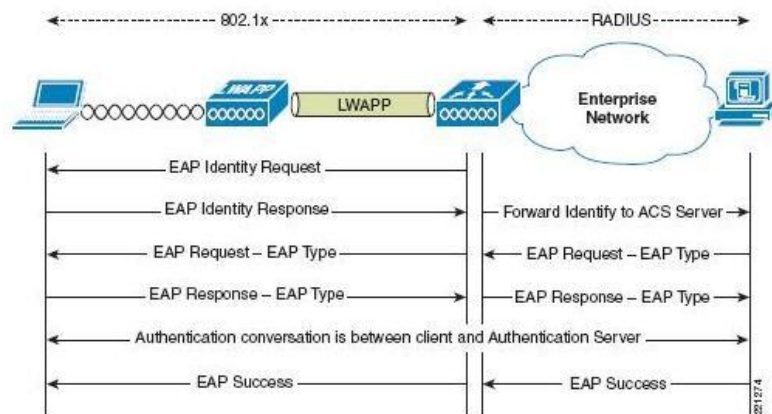 802.1x
RADIUS
LWAPP
LWAPP
Enterprise
Network
EAP Identity Request
EAP Identity Response
Forward Identify to ACS Server
EAP Request – EAP Type
EAP Request – EAP Type
EAP Response – EAP Type
EAP Response – EAP Type
Authentication conversation is between client and Authentication Server
EAP Success
EAP Success
221274